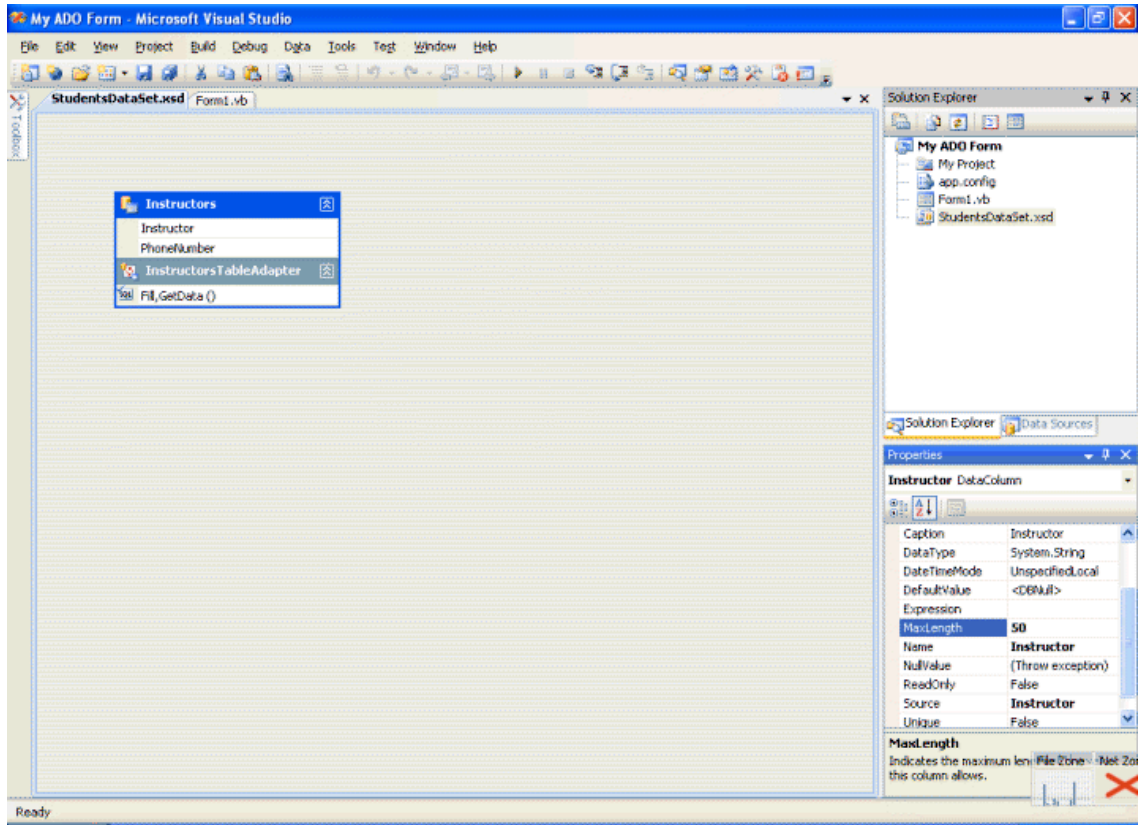 My ADO Form - Microsoft Visual Studio
File Edit View Project Build Debug Data Tools Test Window Help
Toolbox
StudentsDataSet.xsd Form1.vb
Instructors
Instructor
PhoneNumber
InstructorsTableAdapter
SQL Fill,GetData ()
Solution Explorer
My ADO Form
My Project
app.config
Form1.vb
StudentsDataSet.xsd
Solution Explorer Data Sources
Properties
Instructor DataColumn
Caption Instructor
DataType System.String
DateTimeMode UnspecifiedLocal
DefaultValue <DBNull>
Expression
MaxLength 50
Name Instructor
NullValue (Throw exception)
ReadOnly False
Source Instructor
Unique False
MaxLength
Indicates the maximum len
this column allows.
File Zone Net Zo
Ready